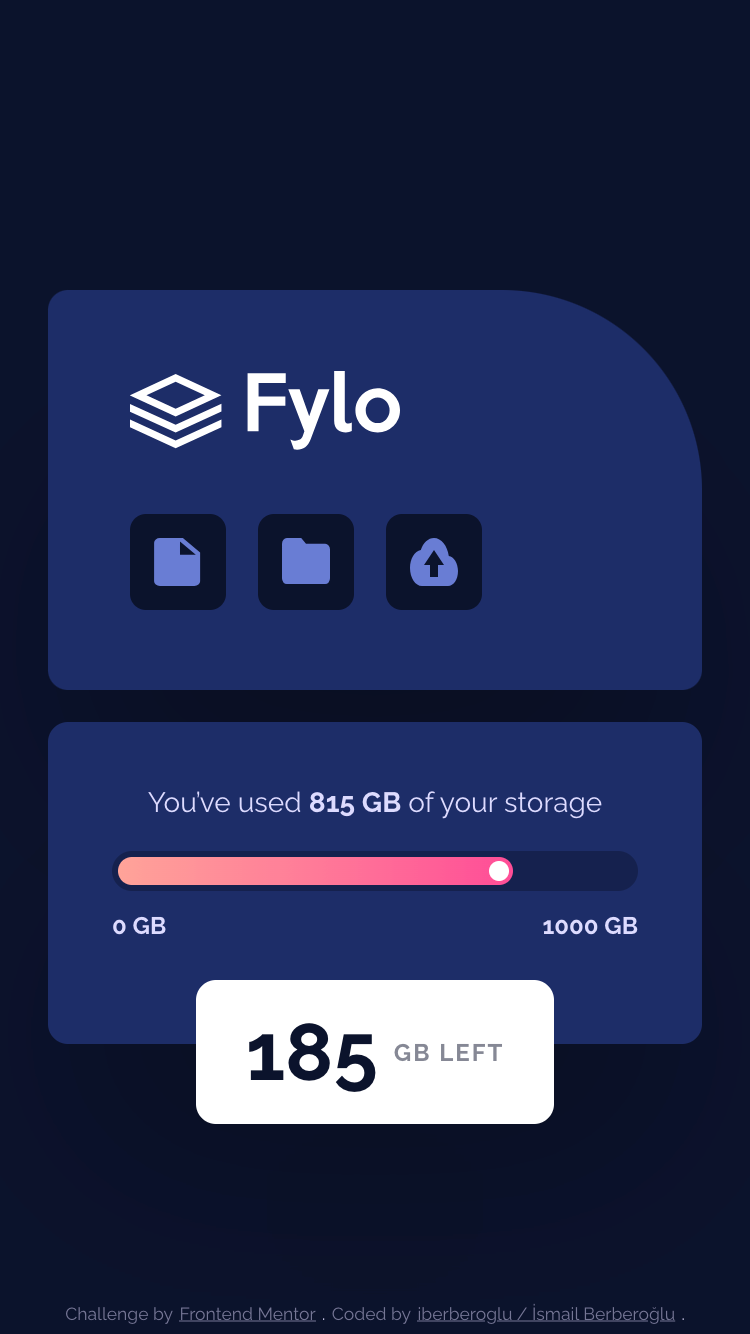 Fylo
You’ve used 815 GB of your storage
0 GB 1000 GB
185 GB LEFT
Challenge by Frontend Mentor . Coded by iberberoglu / İsmail Berberoğlu .